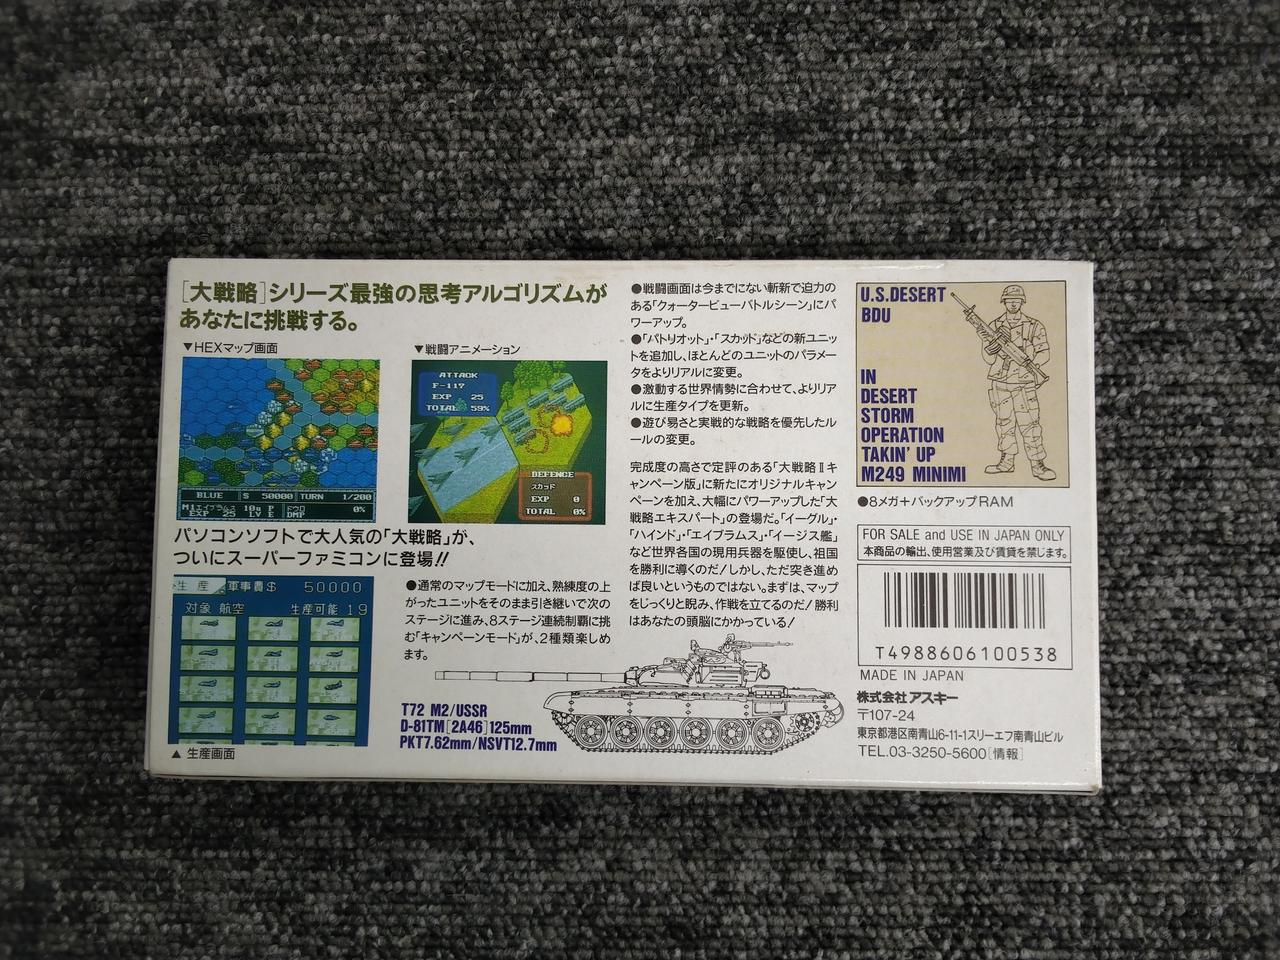 [大戦略]シリーズ最強の思考アルゴリズムが
あなたに挑戦する。
▼HEXマップ画面
BLUE $ 50000 TURN 1/200
M1エイブラムス 10u P ドウロ 0%
EXP 25 LV E DMP
▼戦闘アニメーション
ATTACK
F-117
EXP 25
TOTAL 59%
DEFENCE
スカッド
EXP 0
TOTAL 0%
パソコンソフトで大人気の「大戦略」が、
ついにスーパーファミコンに登場!!
生産 軍事費$ 50000
対象 航空 生産可能 19
▲ 生産画面
●通常のマップモードに加え、熟練度の上
がったユニットをそのまま引き継いで次の
ステージに進み、8ステージ連続制覇に挑
む「キャンペーンモード」が、2種類楽しめ
ます。
T72 M2/USSR
D-81TM[2A46]125mm
PKT7.62mm/NSVT12.7mm
●戦闘画面は今までにない斬新で迫力の
ある「クォータービューバトルシーン」にパ
ワーアップ。
●「パトリオット」・「スカッド」などの新ユニッ
トを追加し、ほとんどのユニットのパラメー
タをよりリアルに変更。
●激動する世界情勢に合わせて、よりリア
ルに生産タイプを更新。
●遊び易さと実戦的な戦略を優先したル
ールの変更。
完成度の高さで定評のある「大戦略Ⅱキ
ャンペーン版」に新たにオリジナルキャン
ペーンを加え、大幅にパワーアップした「大
戦略エキスパート」の登場だ。「イーグル」・
「ハインド」・「エイブラムス」・「イージス艦」
など世界各国の現用兵器を駆使し、祖国
を勝利に導くのだ!しかし、ただ突き進め
ば良いというものではない。まずは、マップ
をじっくりと睨み、作戦を立てるのだ!勝利
はあなたの頭脳にかかっている!
U.S.DESERT
BDU
IN
DESERT
STORM
OPERATION
TAKIN' UP
M249 MINIMI
●8メガ+バックアップRAM
FOR SALE and USE IN JAPAN ONLY
本商品の輸出、使用営業及び賃貸を禁じます。
T4988606100538
MADE IN JAPAN
株式会社アスキー
〒107-24
東京都港区南青山6-11-1スリーエフ南青山ビル
TEL.03-3250-5600[情報]